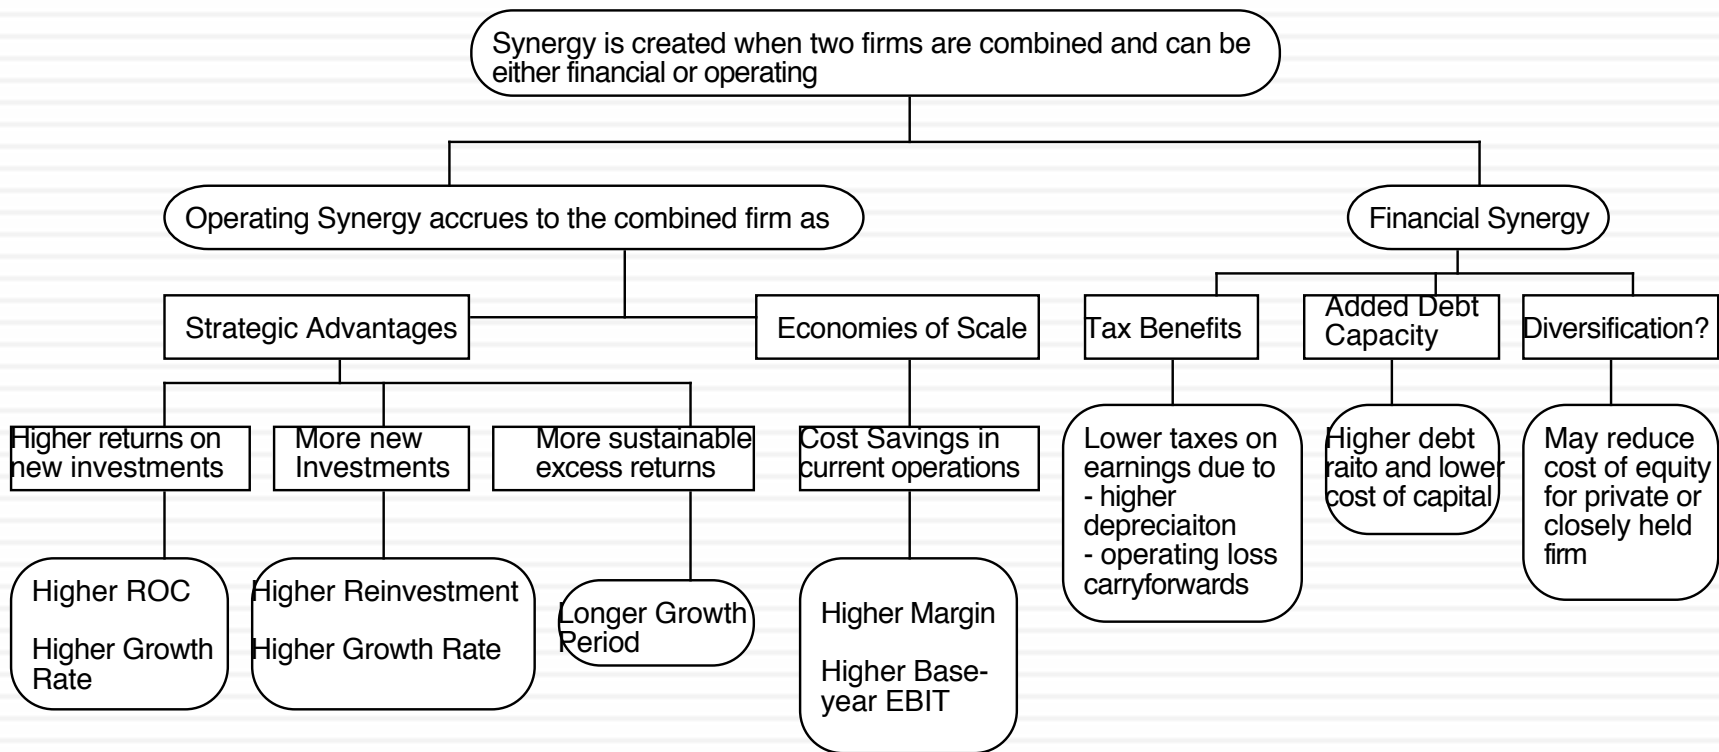 Synergy is created when two firms are combined and can be
either financial or operating
Operating Synergy accrues to the combined firm as
Financial Synergy
Strategic Advantages
Economies of Scale
Tax Benefits
Added Debt
Capacity
Diversification?
Higher returns on
new investments
More new
Investments
More sustainable
excess returns
Cost Savings in
current operations
Lower taxes on
earnings due to
- higher
depreciaiton
- operating loss
carryforwards
Higher debt
raito and lower
cost of capital
May reduce
cost of equity
for private or
closely held
firm
Higher ROC
Higher Growth
Rate
Higher Reinvestment
Higher Growth Rate
Longer Growth
Period
Higher Margin
Higher Base-
year EBIT